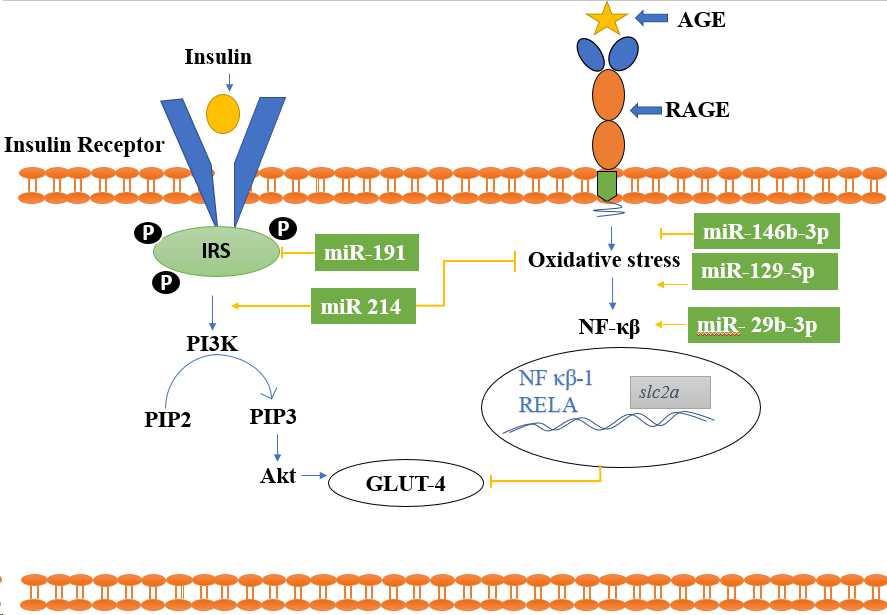 AGE
Insulin
RAGE
Insulin Receptor
P
P
IRS
P
miR-191
miR 214
miR-146b-3p
Oxidative stress
miR-129-5p
NF-κβ
miR- 29b-3p
PI3K
PIP2
PIP3
Akt
GLUT-4
NF κβ-1
RELA
slc2a